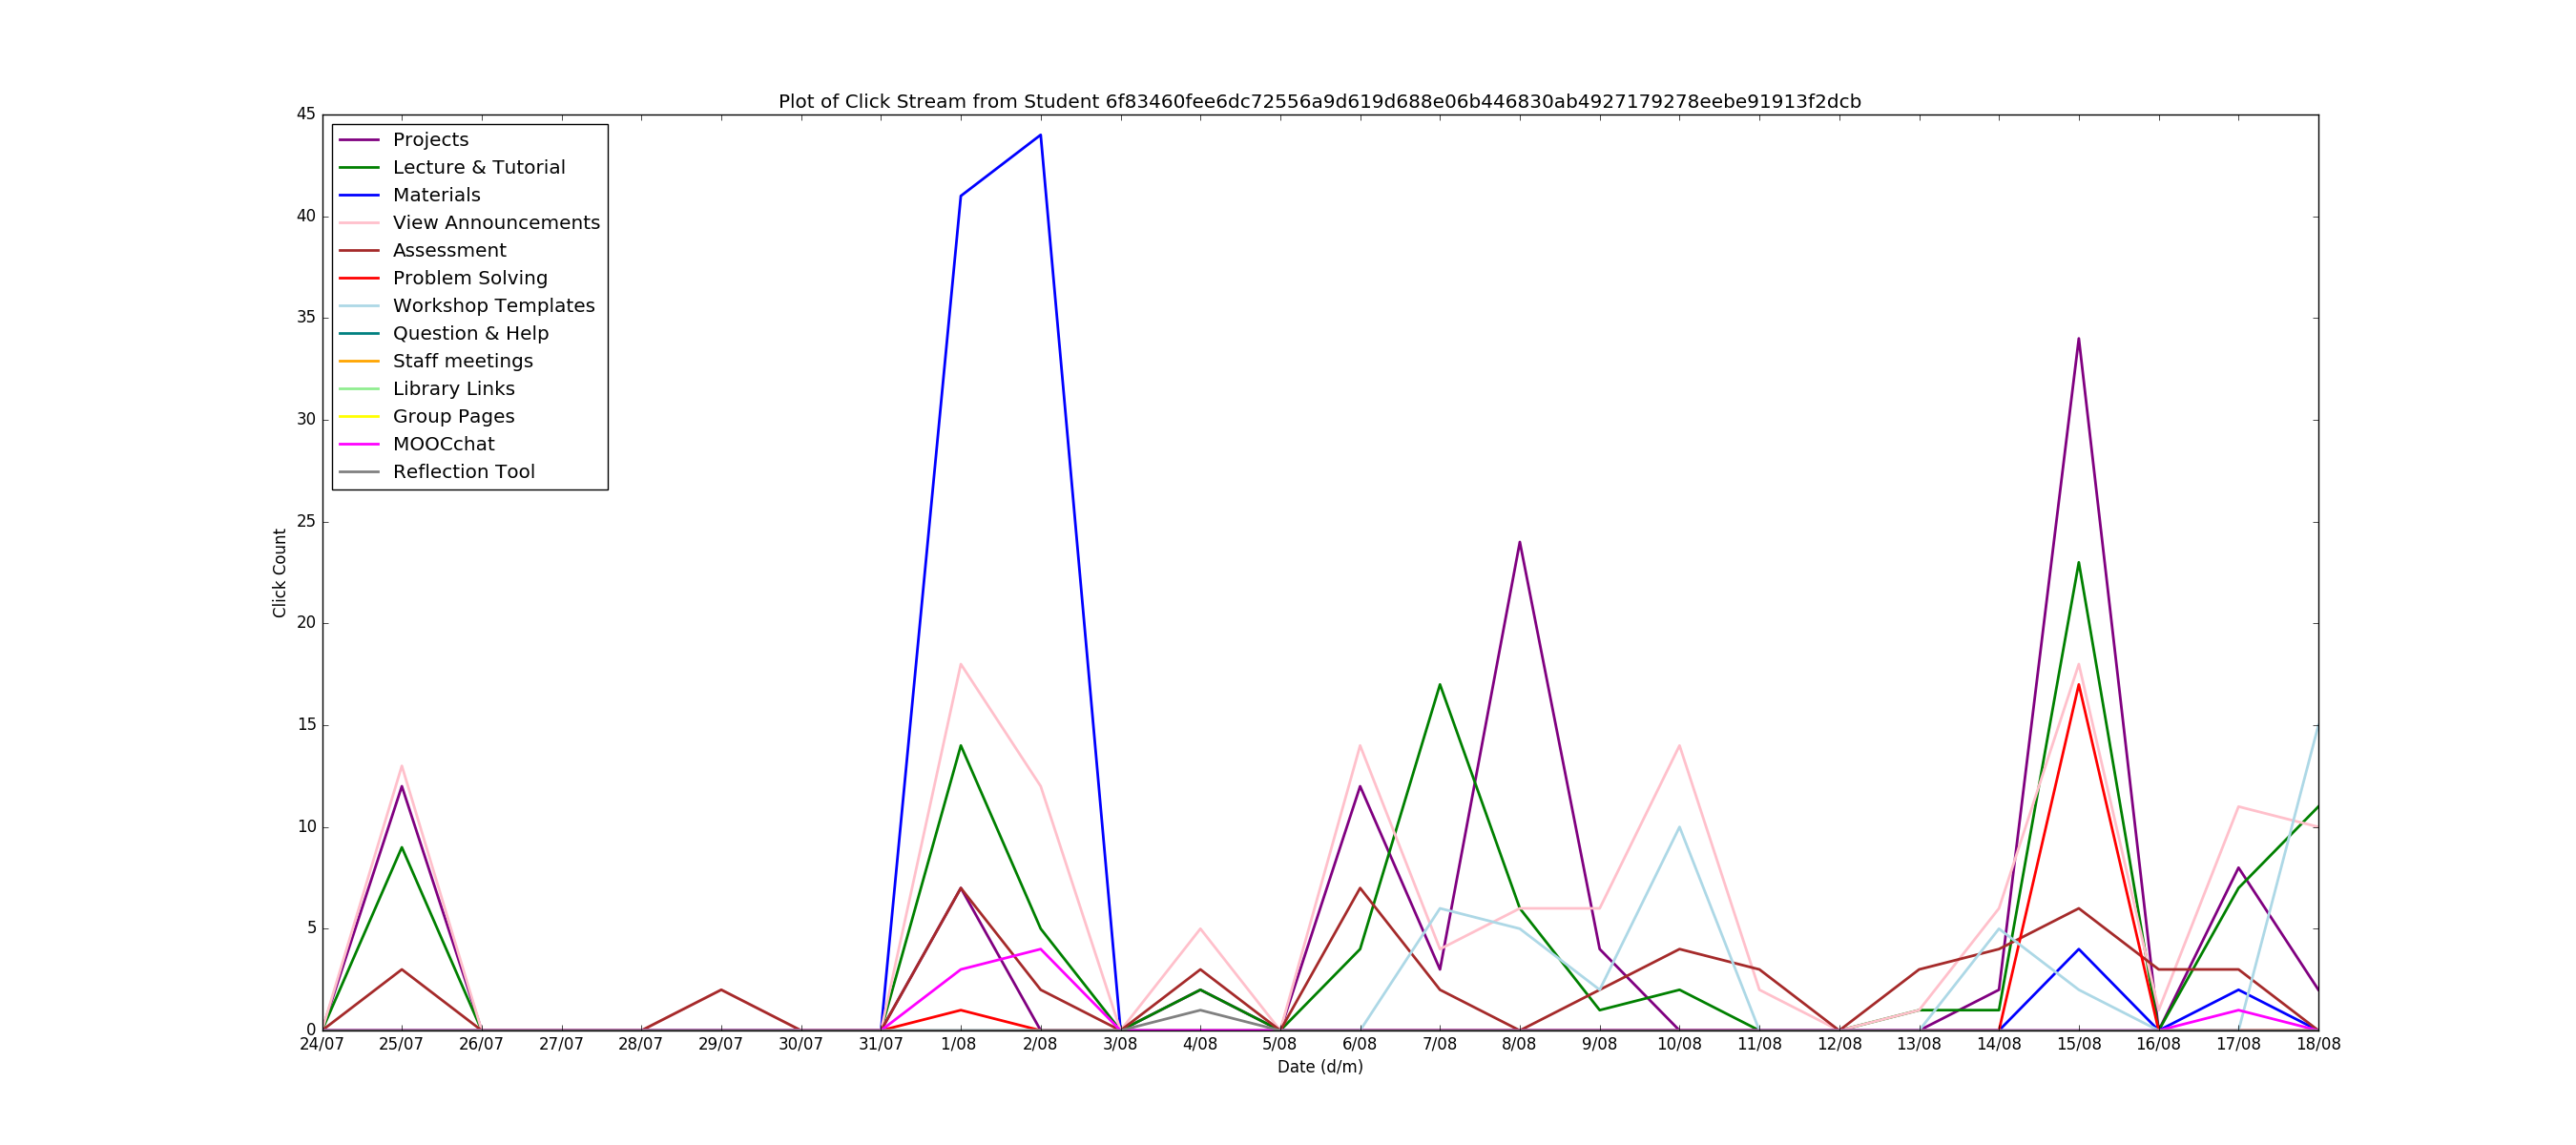 Plot of Click Stream from Student 6f83460fee6dc72556a9d619d688e06b446830ab4927179278eebe91913f2dcb
45
40
35
30
25
20
15
10
5
0
Click Count
Projects
Lecture & Tutorial
Materials
View Announcements
Assessment
Problem Solving
Workshop Templates
Question & Help
Staff meetings
Library Links
Group Pages
MOOCchat
Reflection Tool
24/07 25/07 26/07 27/07 28/07 29/07 30/07 31/07 1/08 2/08 3/08 4/08 5/08 6/08 7/08 8/08 9/08 10/08 11/08 12/08 13/08 14/08 15/08 16/08 17/08 18/08
Date (d/m)